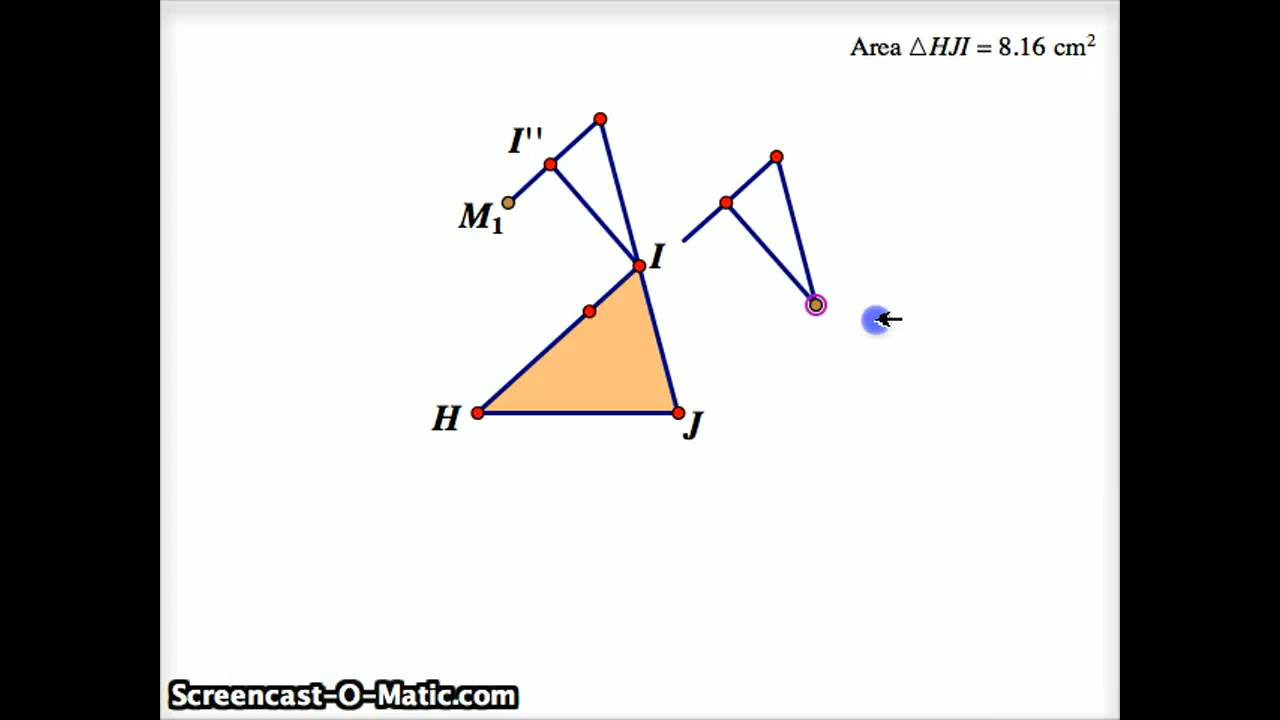 Area △HJI = 8.16 cm²
I''
M₁
I
H
J
Screencast-O-Matic.com